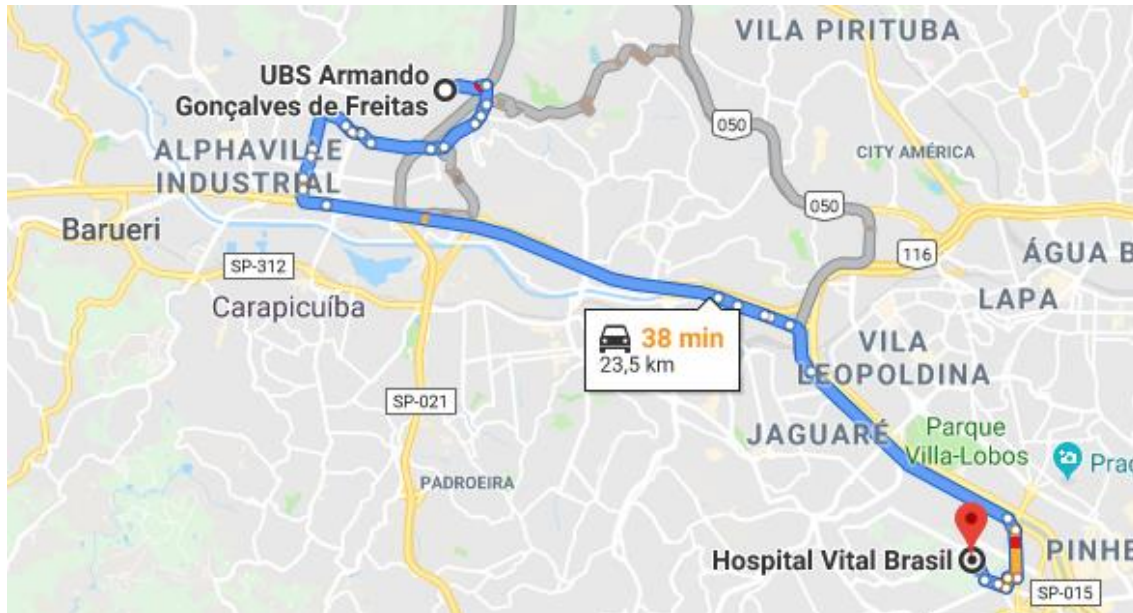 VILA PIRITUBA
UBS Armando
Gonçalves de Freitas
050
ALPHAVILLE
INDUSTRIAL
CITY AMÉRICA
050
Barueri
116
ÁGUA B
SP-312
LAPA
Carapicuíba
38 min
23,5 km
VILA
LEOPOLDINA
SP-021
JAGUARÉ
Parque
Villa-Lobos
Prac
PADROEIRA
Hospital Vital Brasil
PINHE
SP-015